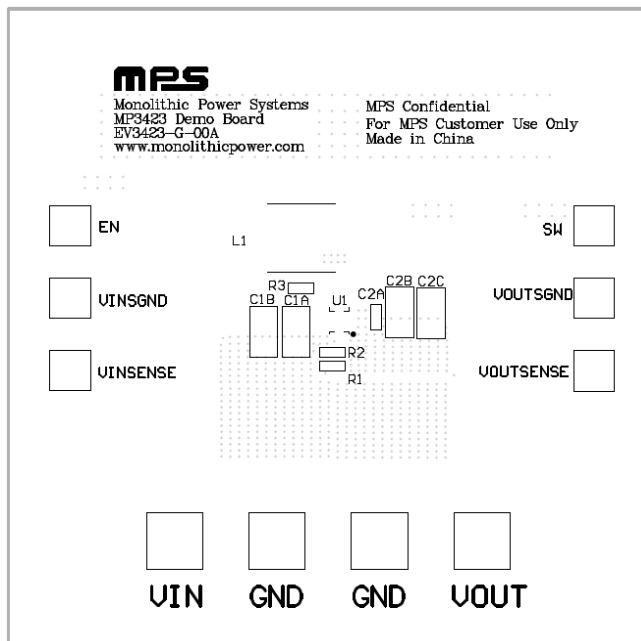 MPS
Monolithic Power Systems
MP3423 Demo Board
EV3423-G-00A
www.monolithicpower.com
MPS Confidential
For MPS Customer Use Only
Made in China
EN
L1
SW
VINSGND
R3
C1B
C1A
U1
C2A
C2B
C2C
VOUTSGND
VINSENSE
R2
R1
VOUTSENSE
VIN
GND
GND
VOUT